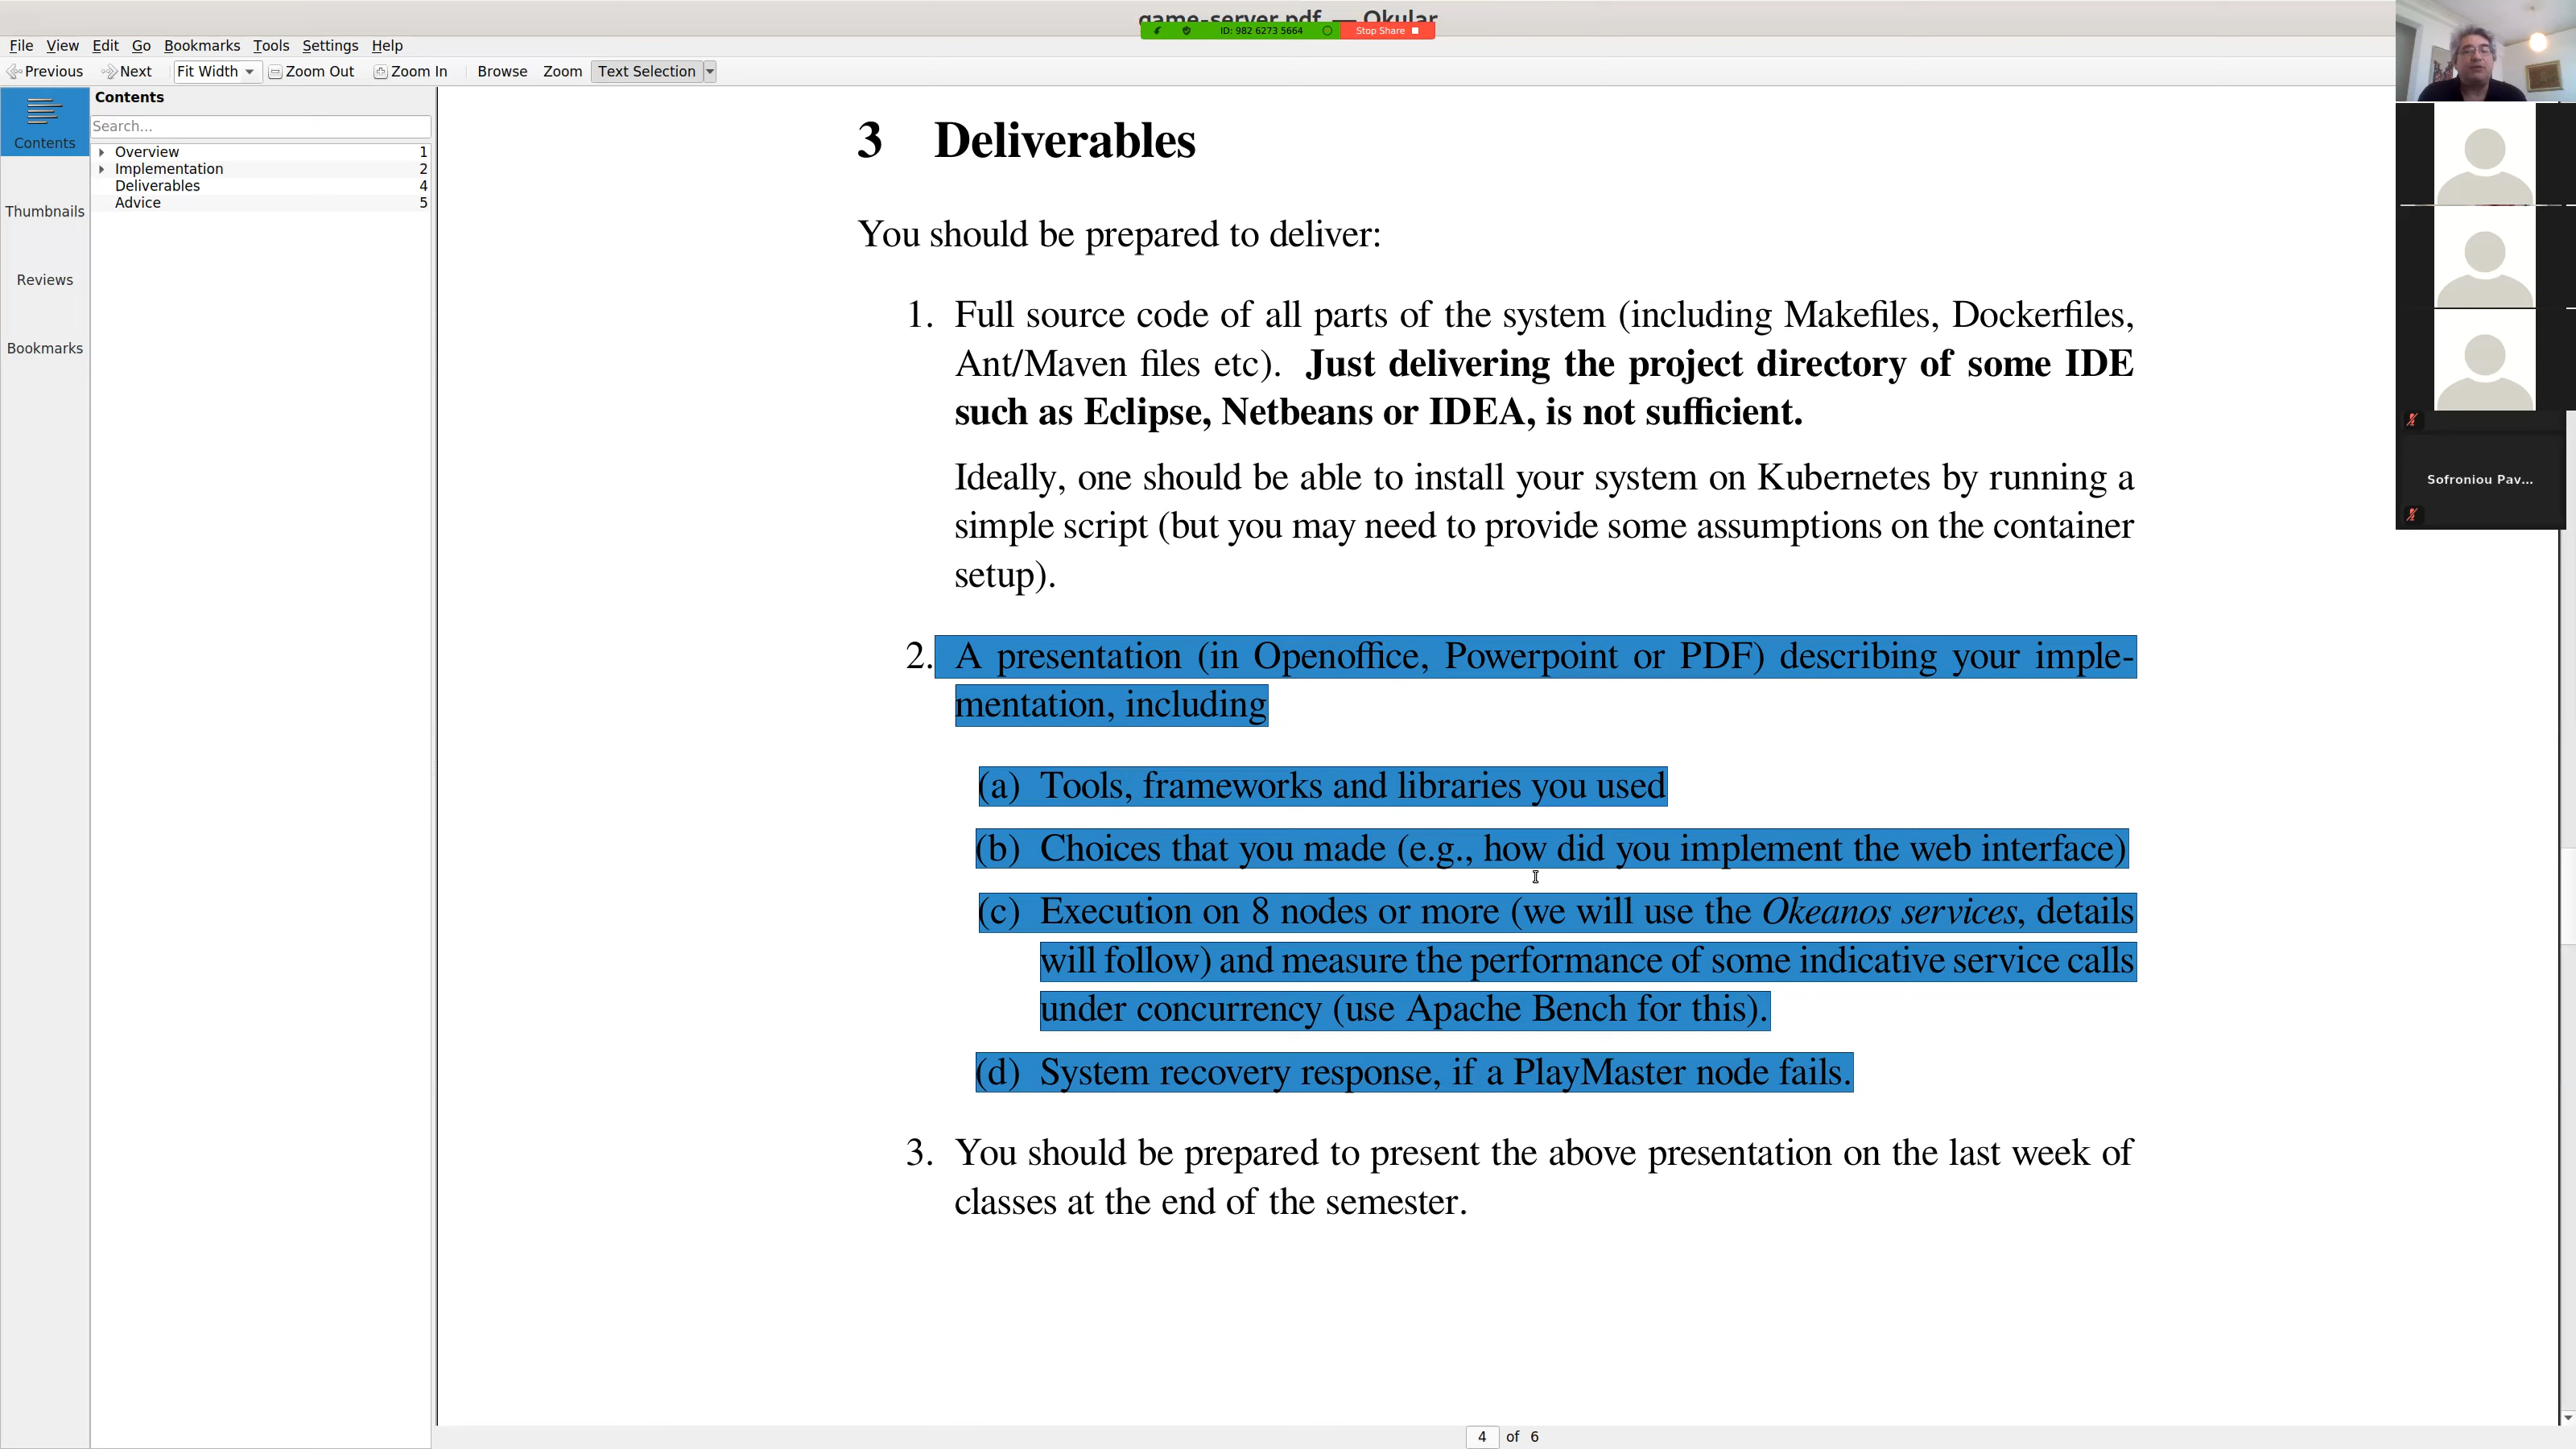 game-server.pdf — Okular
ID: 982 6273 5664 Stop Share
File View Edit Go Bookmarks Tools Settings Help
Previous Next Fit Width Zoom Out Zoom In Browse Zoom Text Selection
Contents
Thumbnails
Reviews
Bookmarks
Contents
Search...
Overview 1
Implementation 2
Deliverables 4
Advice 5
3 Deliverables
You should be prepared to deliver:
1. Full source code of all parts of the system (including Makefiles, Dockerfiles,
Ant/Maven files etc). Just delivering the project directory of some IDE
such as Eclipse, Netbeans or IDEA, is not sufficient.
Ideally, one should be able to install your system on Kubernetes by running a
simple script (but you may need to provide some assumptions on the container
setup).
2. A presentation (in Openoffice, Powerpoint or PDF) describing your imple-
mentation, including
(a) Tools, frameworks and libraries you used
(b) Choices that you made (e.g., how did you implement the web interface)
(c) Execution on 8 nodes or more (we will use the Okeanos services, details
will follow) and measure the performance of some indicative service calls
under concurrency (use Apache Bench for this).
(d) System recovery response, if a PlayMaster node fails.
3. You should be prepared to present the above presentation on the last week of
classes at the end of the semester.
Sofroniou Pav...
4 of 6